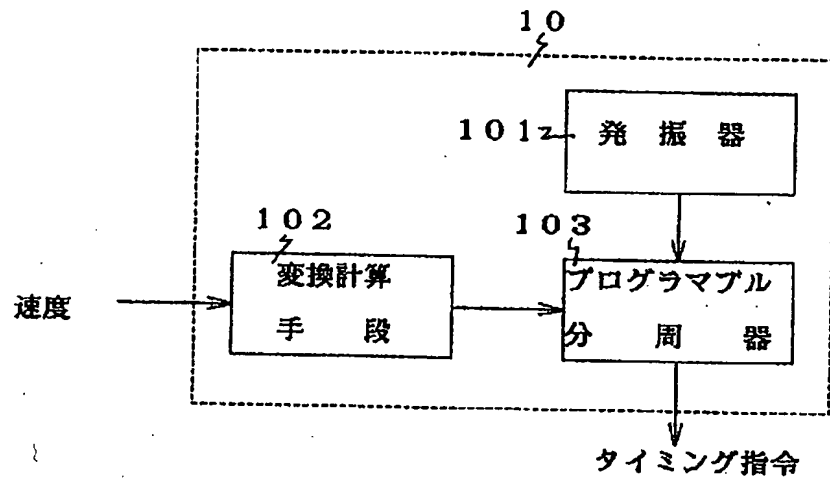 10
101
発振器
102
103
変換計算
手段
プログラマブル
分周器
速度
タイミング指令